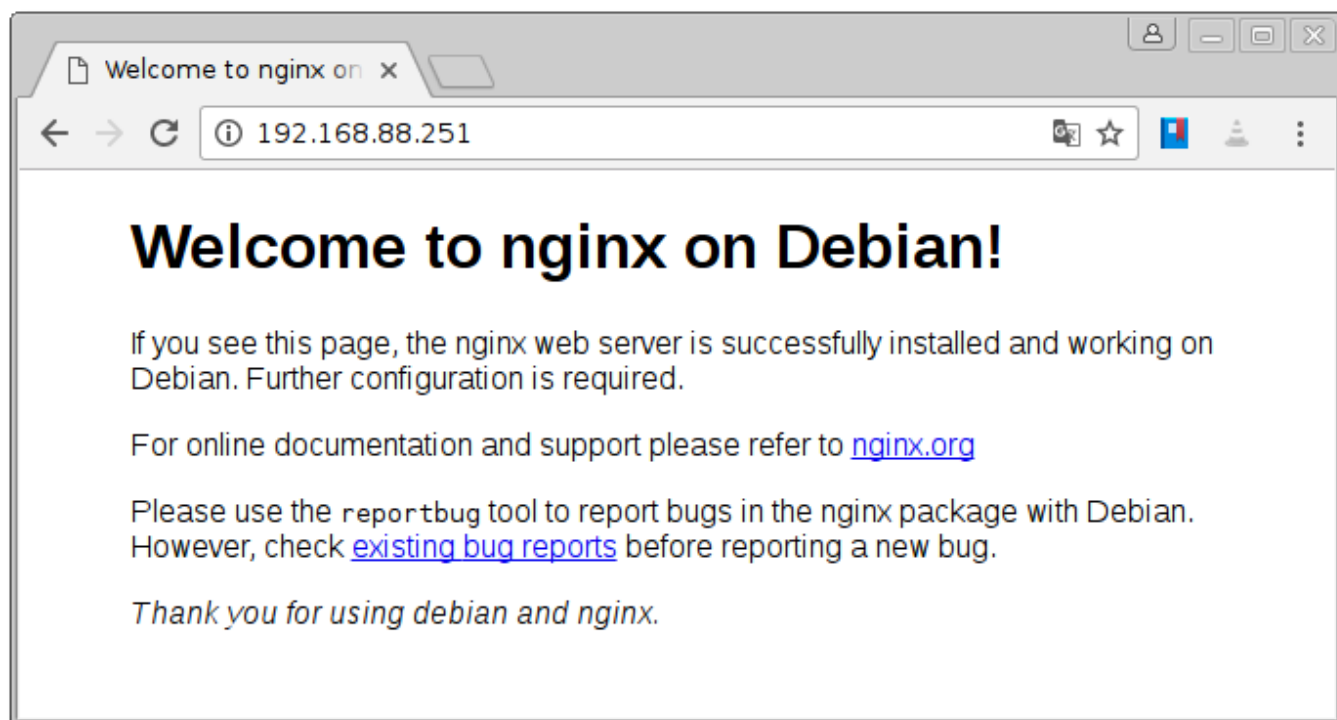 Welcome to nginx on
192.168.88.251
Welcome to nginx on Debian!
If you see this page, the nginx web server is successfully installed and working on
Debian. Further configuration is required.
For online documentation and support please refer to nginx.org
Please use the reportbug tool to report bugs in the nginx package with Debian.
However, check existing bug reports before reporting a new bug.
Thank you for using debian and nginx.